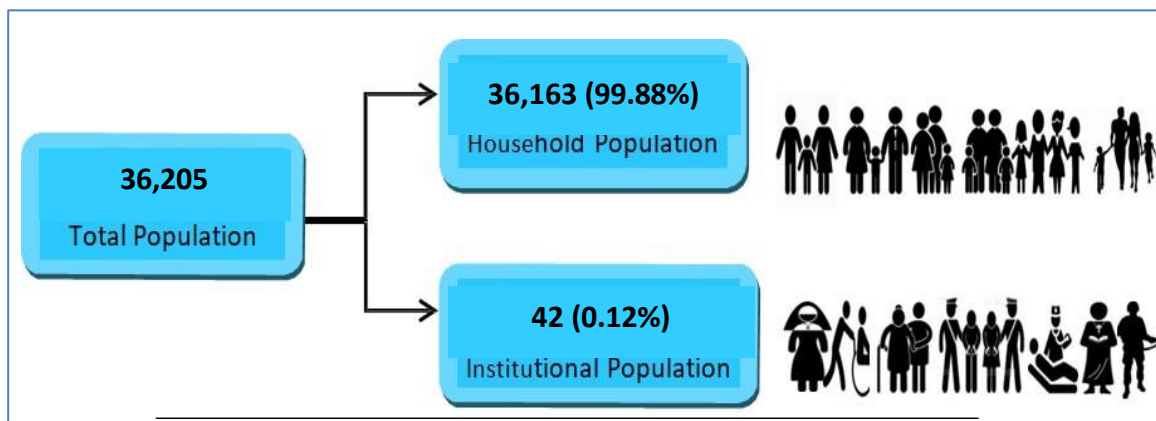 36,163 (99.88%)
Household Population
36,205
Total Population
42 (0.12%)
Institutional Population